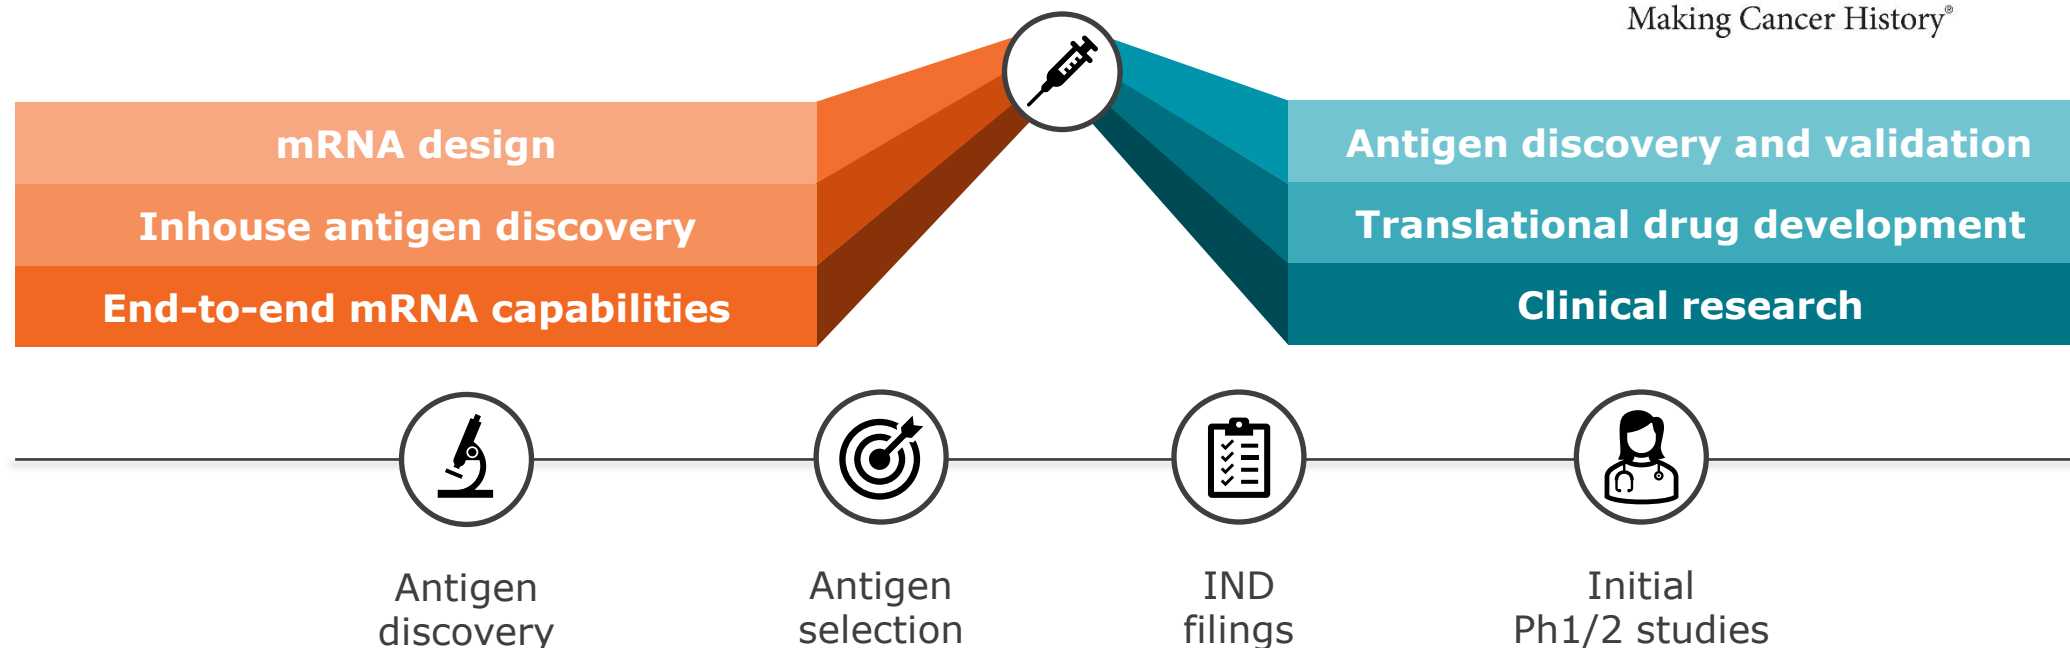 Making Cancer History®
mRNA design
Inhouse antigen discovery
End-to-end mRNA capabilities
Antigen discovery and validation
Translational drug development
Clinical research
Antigen
discovery
Antigen
selection
IND
filings
Initial
Ph1/2 studies